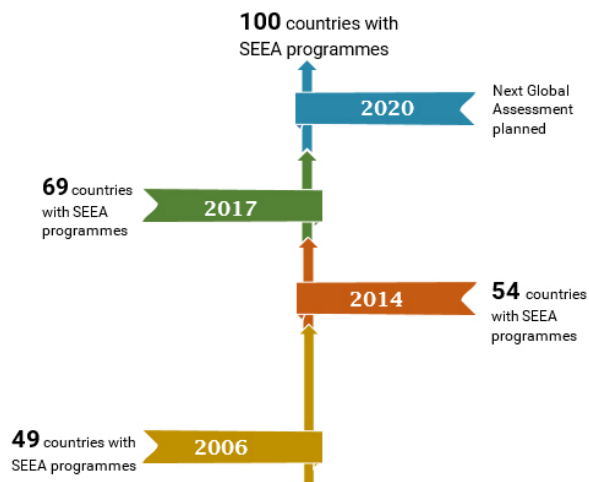 100 countries with
SEEA programmes
2020
Next Global
Assessment
planned
69 countries
with SEEA
programmes
2017
2014
54 countries
with SEEA
programmes
49 countries with
SEEA programmes
2006